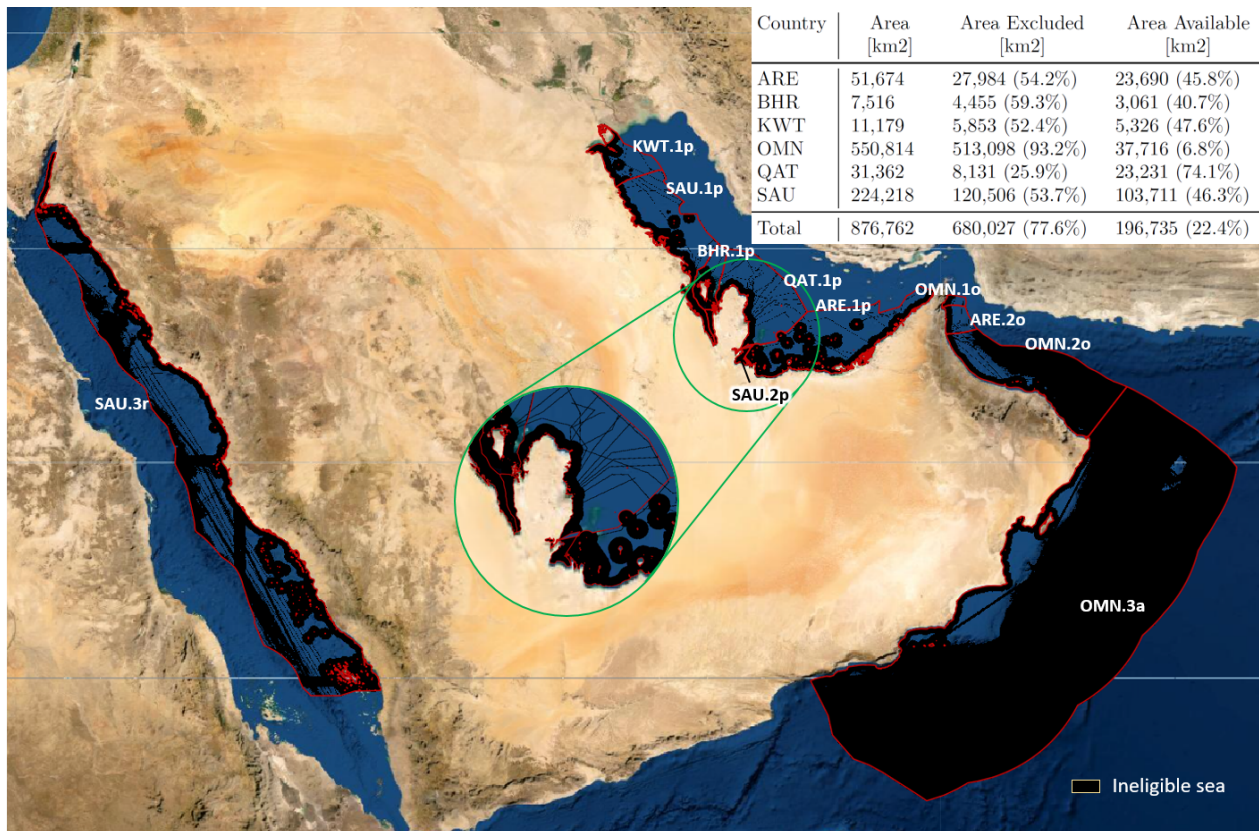 Country Area Area Excluded Area Available
[km2] [km2] [km2]
ARE 51,674 27,984 (54.2%) 23,690 (45.8%)
BHR 7,516 4,455 (59.3%) 3,061 (40.7%)
KWT 11,179 5,853 (52.4%) 5,326 (47.6%)
OMN 550,814 513,098 (93.2%) 37,716 (6.8%)
QAT 31,362 8,131 (25.9%) 23,231 (74.1%)
SAU 224,218 120,506 (53.7%) 103,711 (46.3%)
Total 876,762 680,027 (77.6%) 196,735 (22.4%)
KWT.1p
SAU.1p
BHR.1p
QAT.1p
OMN.1o
ARE.1p
ARE.2o
OMN.2o
SAU.2p
SAU.3r
OMN.3a
Ineligible sea